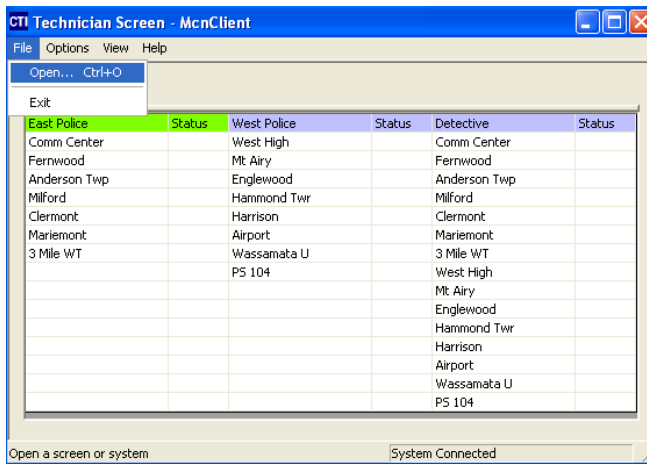 CTI Technician Screen - McnClient
File Options View Help
Open... Ctrl+O
Exit
East Police Status West Police Status Detective Status
Comm Center West High Comm Center
Fernwood Mt Airy Fernwood
Anderson Twp Englewood Anderson Twp
Milford Hammond Twr Milford
Clermont Harrison Clermont
Mariemont Airport Mariemont
3 Mile WT Wassamata U 3 Mile WT
PS 104 West High
Mt Airy
Englewood
Hammond Twr
Harrison
Airport
Wassamata U
PS 104
Open a screen or system System Connected